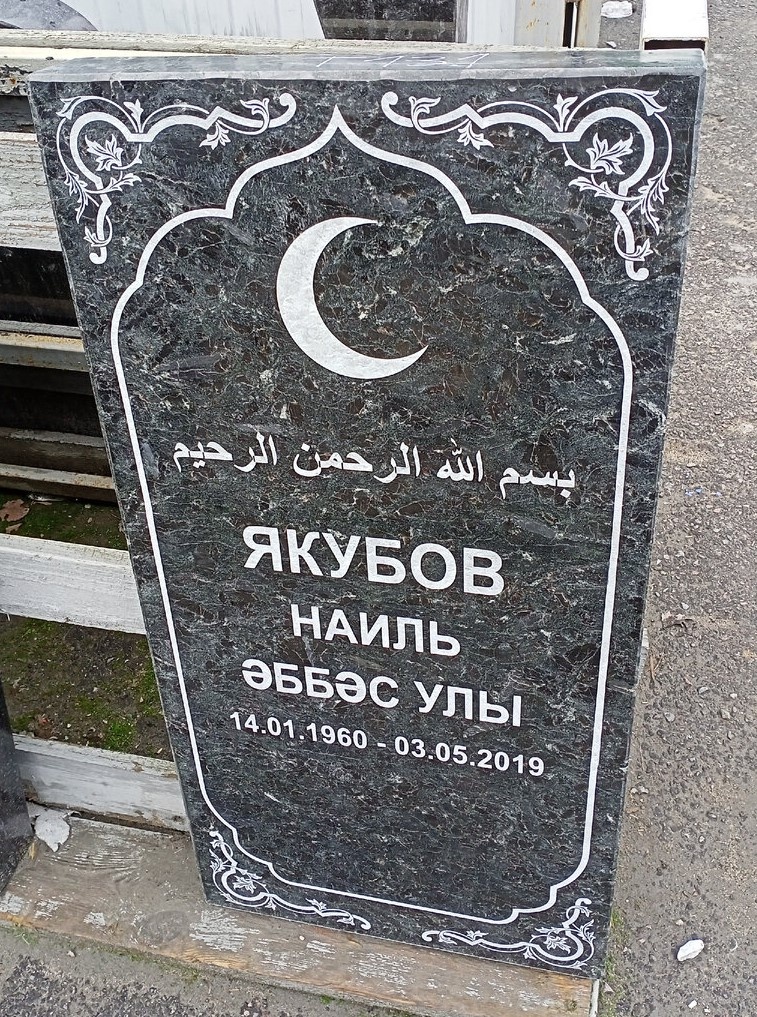 بسم الله الرحمن الرحيم
ЯКУБОВ
НАИЛЬ
ӘББӘС УЛЫ
14.01.1960 - 03.05.2019